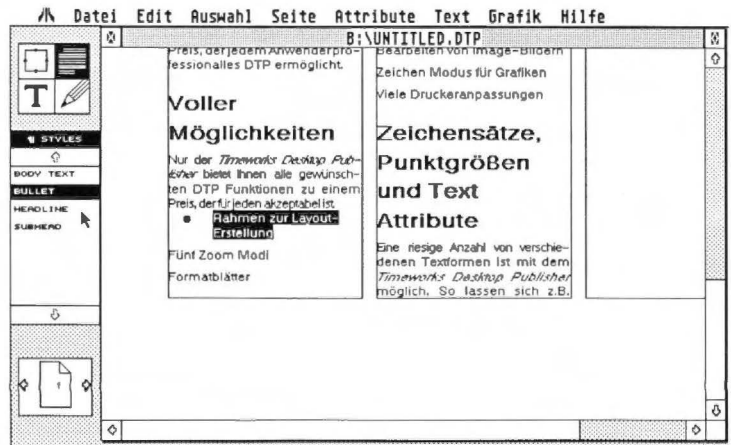 Datei Edit Auswahl Seite Attribute Text Grafik Hilfe
B:\UNTITLED.DTP
T
¶ STYLES
BODY TEXT
BULLET
HEADLINE
SUBHEAD
1
Preis, der jedem Anwenderpro-
fessionalles DTP ermöglicht.
Voller
Möglichkeiten
Nur der Timeworks Desktop Pub-
lisher bietet Ihnen alle gewünsch-
ten DTP Funktionen zu einem
Preis, der für jeden akzeptabel ist.
• Rahmen zur Layout-
Erstellung
Fünf Zoom Modi
Formatblätter
Bearbeiten von Image-Bildern
Zeichen Modus für Grafiken
Viele Druckeranpassungen
Zeichensätze,
Punktgrößen
und Text
Attribute
Eine riesige Anzahl von verschie-
denen Textformen ist mit dem
Timeworks Desktop Publisher
möglich. So lassen sich z.B.